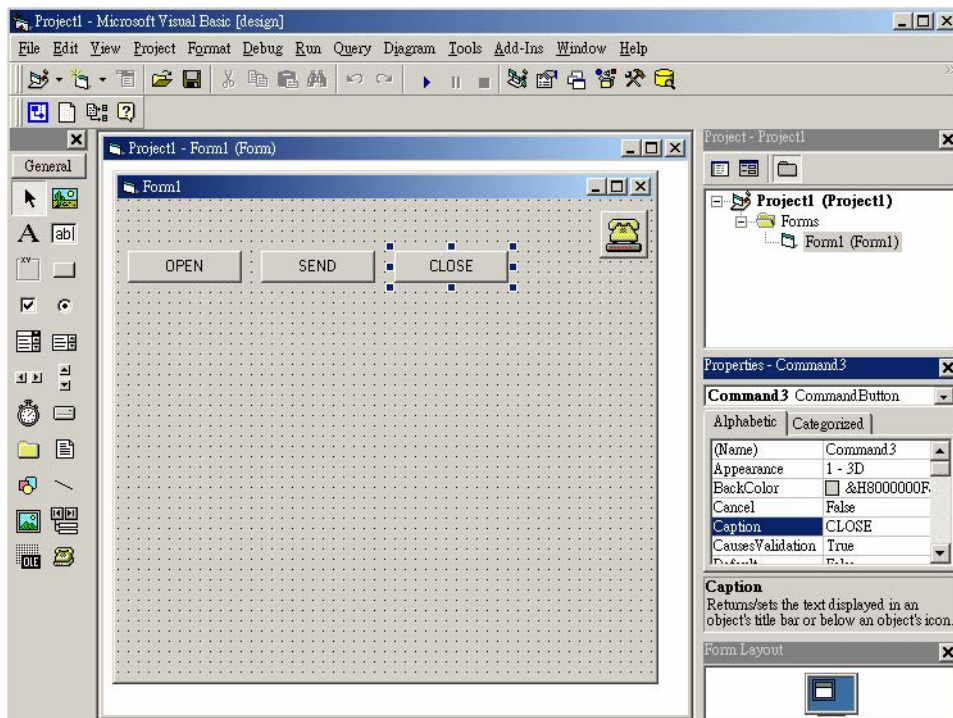 Project1 - Microsoft Visual Basic [design]
File Edit View Project Format Debug Run Query Diagram Tools Add-Ins Window Help
General
A
ab
XY
OLE
Project1 - Form1 (Form)
Form1
OPEN
SEND
CLOSE
Project - Project1
Project1 (Project1)
Forms
Form1 (Form1)
Properties - Command3
Command3 CommandButton
Alphabetic Categorized
(Name) Command3
Appearance 1 - 3D
BackColor &H8000000F
Cancel False
Caption CLOSE
CausesValidation True
Caption
Returns/sets the text displayed in an
object's title bar or below an object's icon.
Form Layout